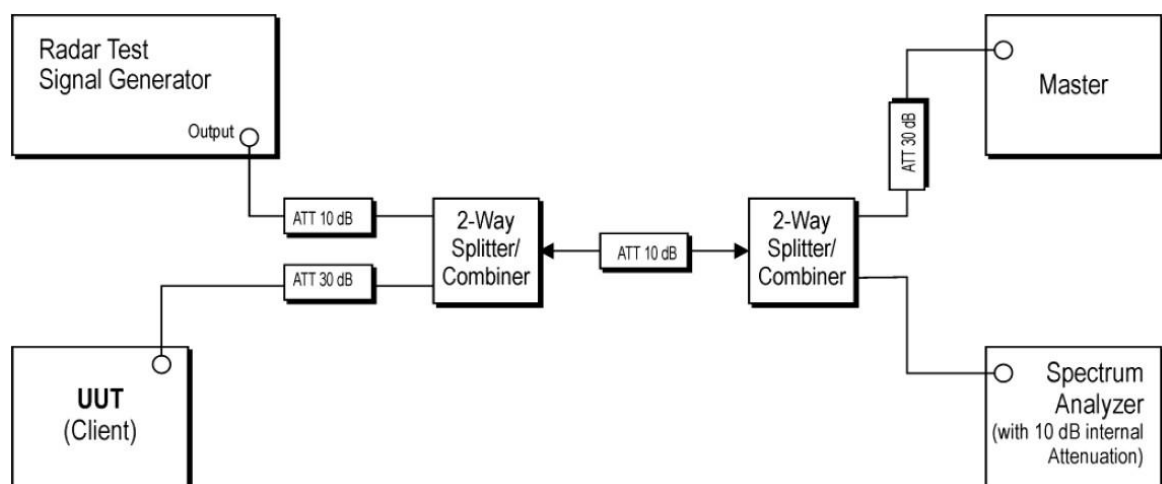 Radar Test
Signal Generator
Output
ATT 10 dB
ATT 30 dB
UUT
(Client)
2-Way
Splitter/
Combiner
ATT 10 dB
2-Way
Splitter/
Combiner
ATT 30 dB
Master
Spectrum
Analyzer
(with 10 dB internal
Attenuation)